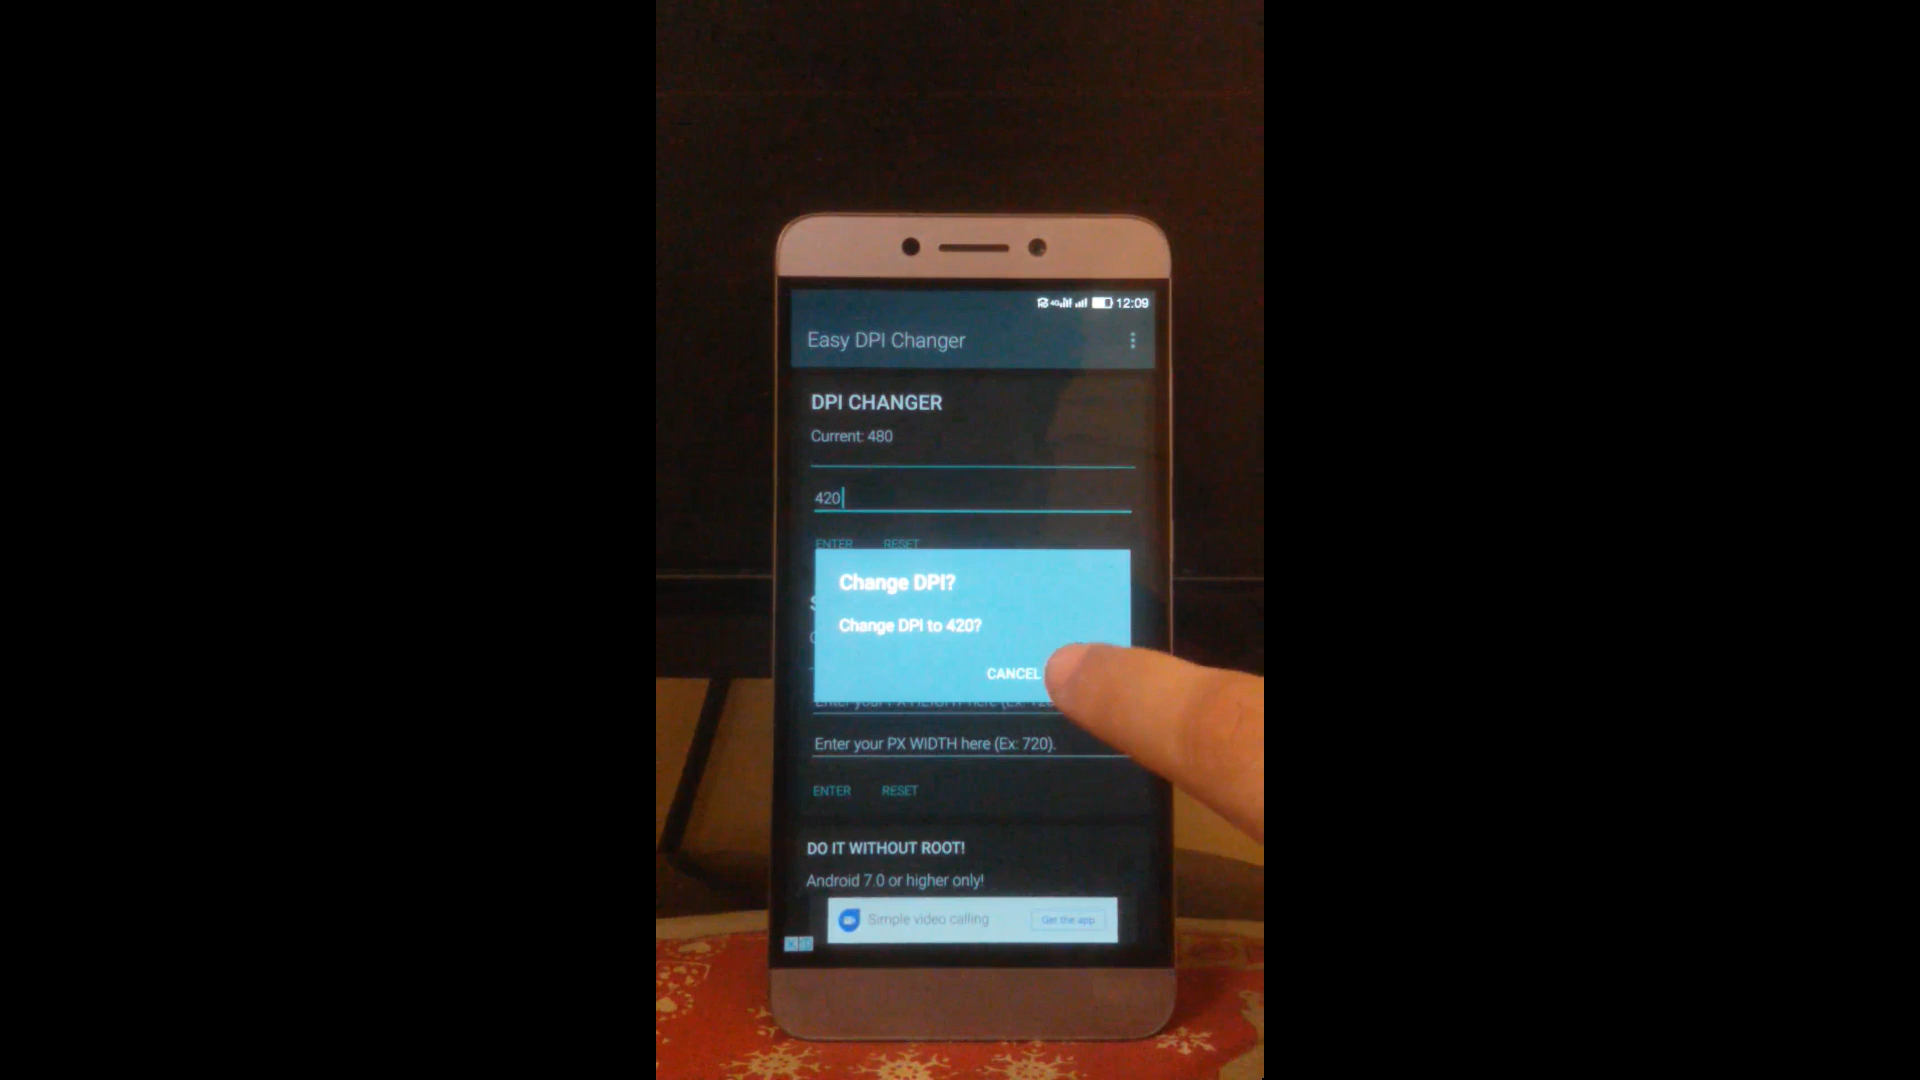 4G 12:09
Easy DPI Changer
DPI CHANGER
Current: 480
420
ENTER RESET
Change DPI?
Change DPI to 420?
CANCEL
Enter your PX HEIGHT here (Ex:
Enter your PX WIDTH here (Ex: 720).
ENTER RESET
DO IT WITHOUT ROOT!
Android 7.0 or higher only!
Simple video calling
Get the app